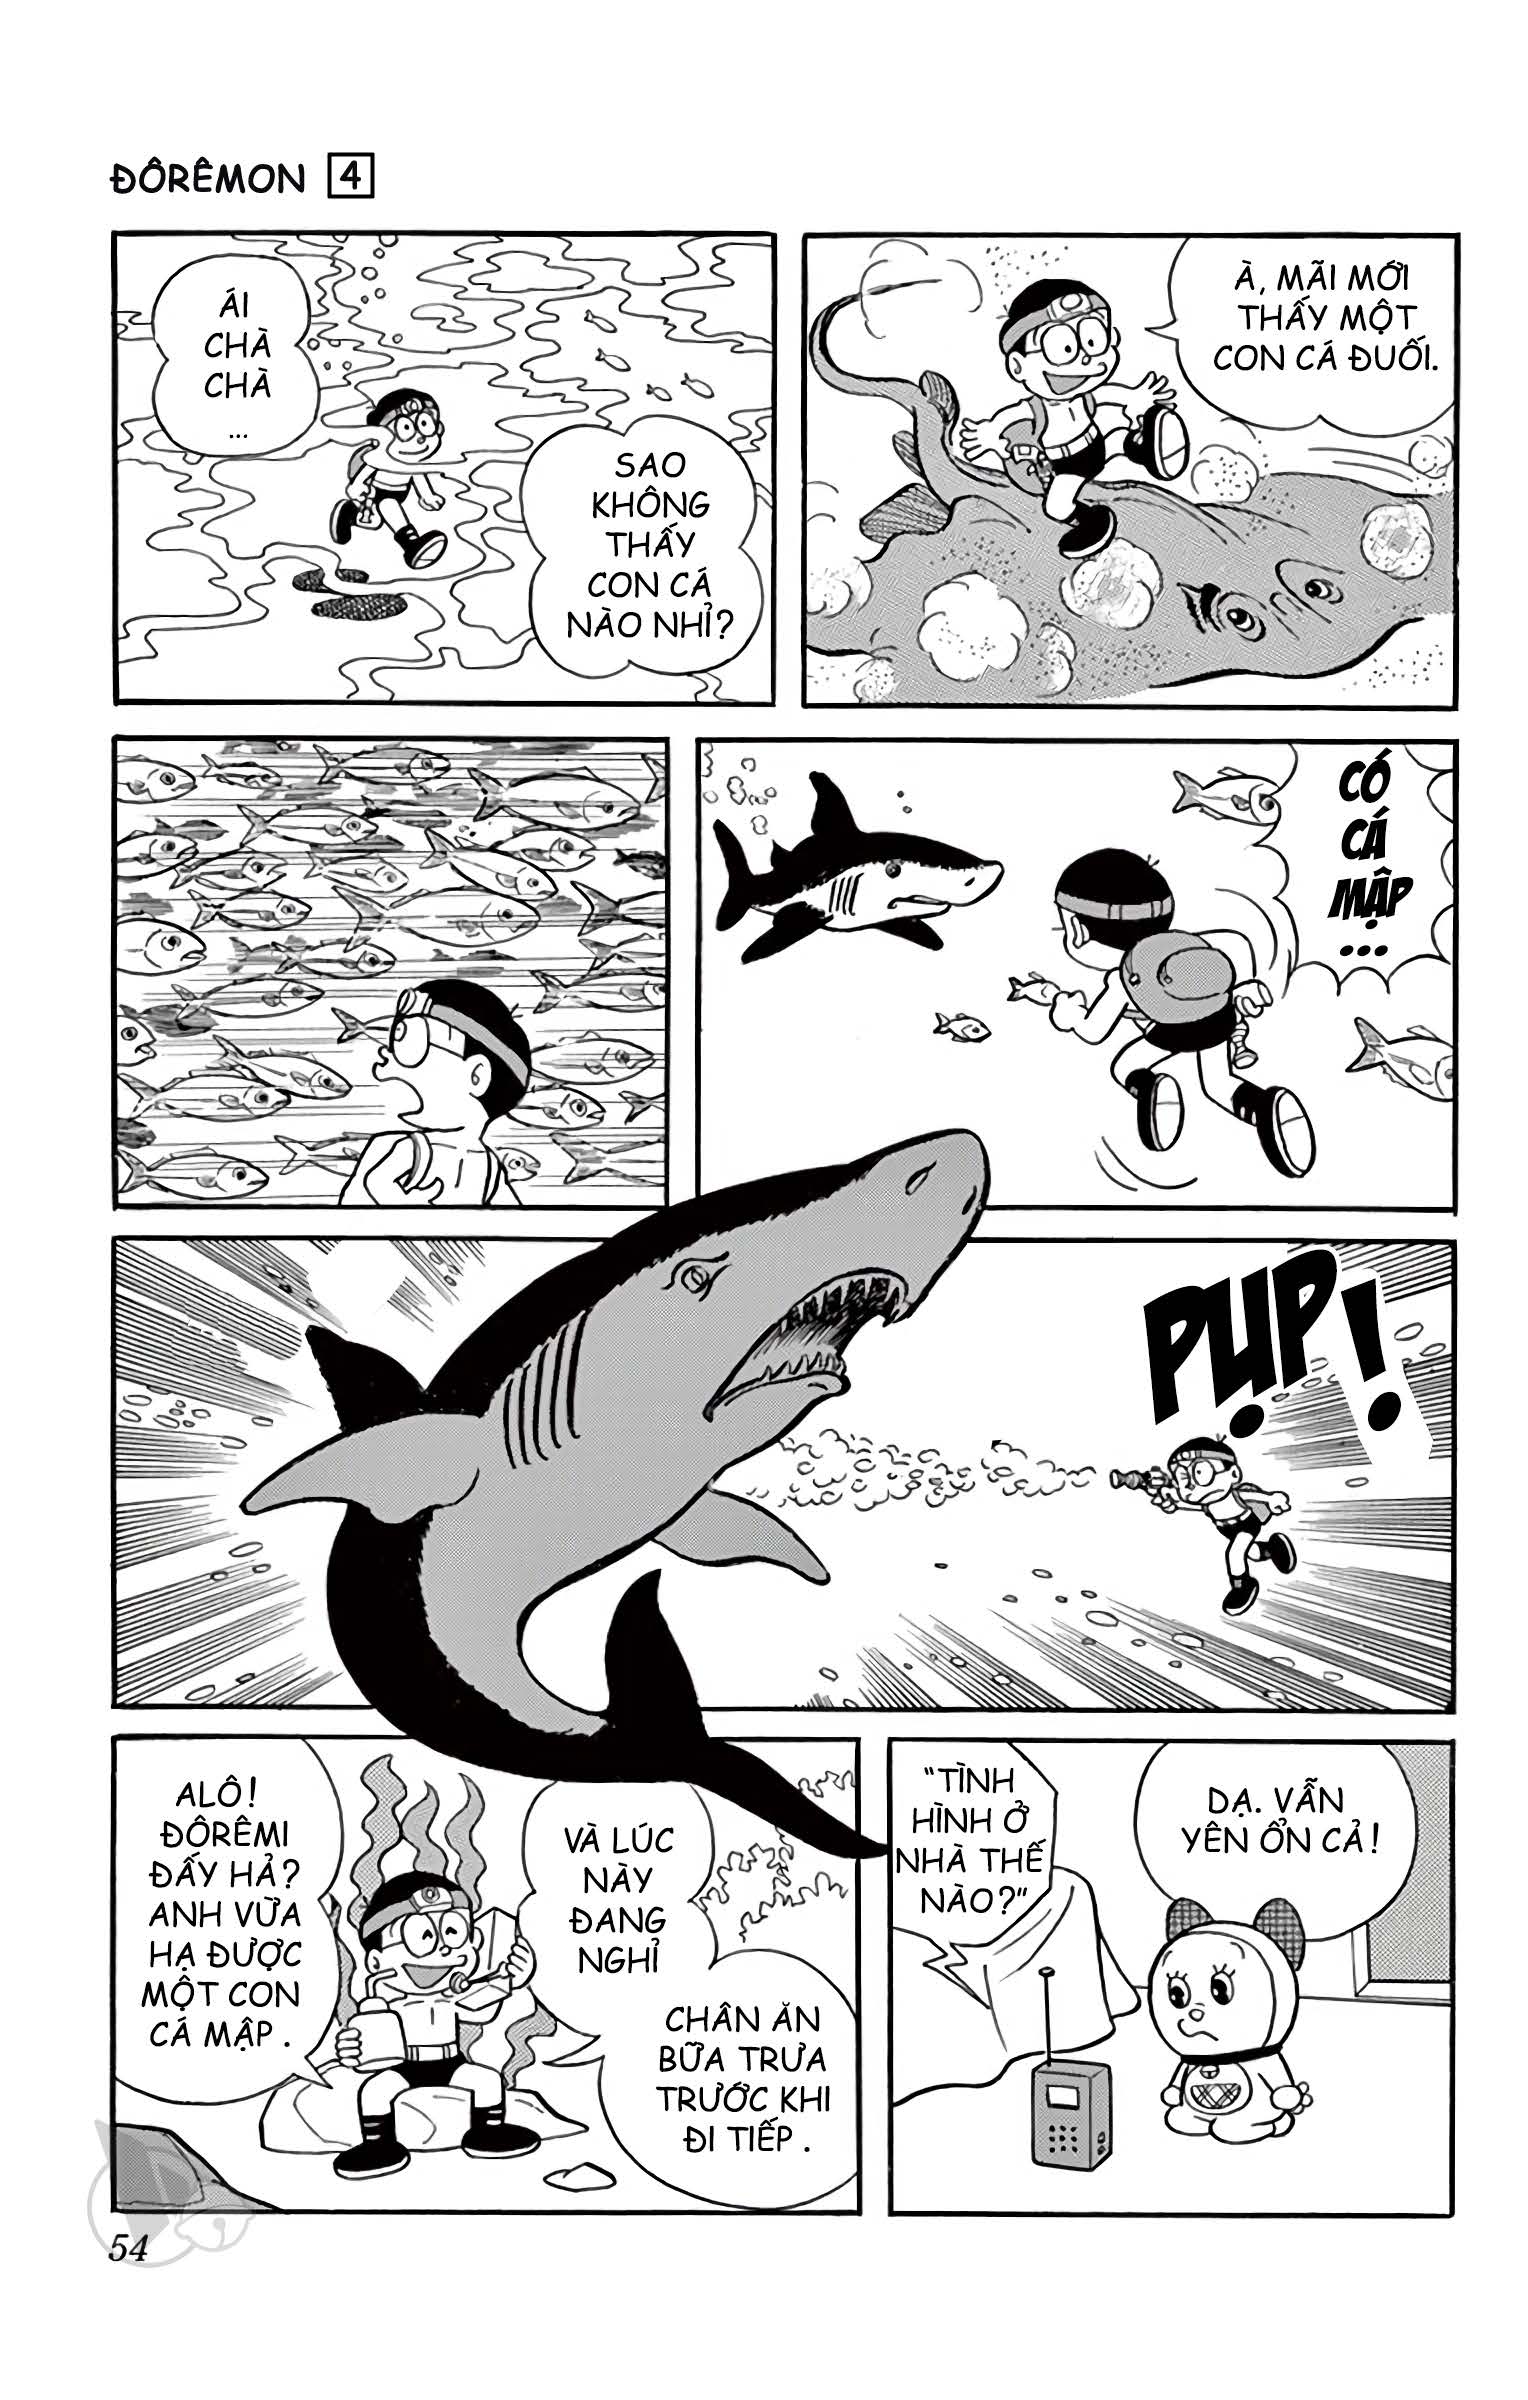 ĐÔRÊMON 4
ÁI
CHÀ
CHÀ
...
SAO
KHÔNG
THẤY
CON CÁ
NÀO NHỈ?
À, MÃI MỚI
THẤY MỘT
CON CÁ ĐUỐI.
CÓ
CÁ
MẬP
...
PỤP!
ALÔ!
ĐÔRÊMI
ĐẤY HẢ?
ANH VỪA
HẠ ĐƯỢC
MỘT CON
CÁ MẬP.
VÀ LÚC
NÀY
ĐANG
NGHỈ
CHÂN ĂN
BỮA TRƯA
TRƯỚC KHI
ĐI TIẾP.
"TÌNH
HÌNH Ở
NHÀ THẾ
NÀO?"
DẠ. VẪN
YÊN ỔN CẢ!
54